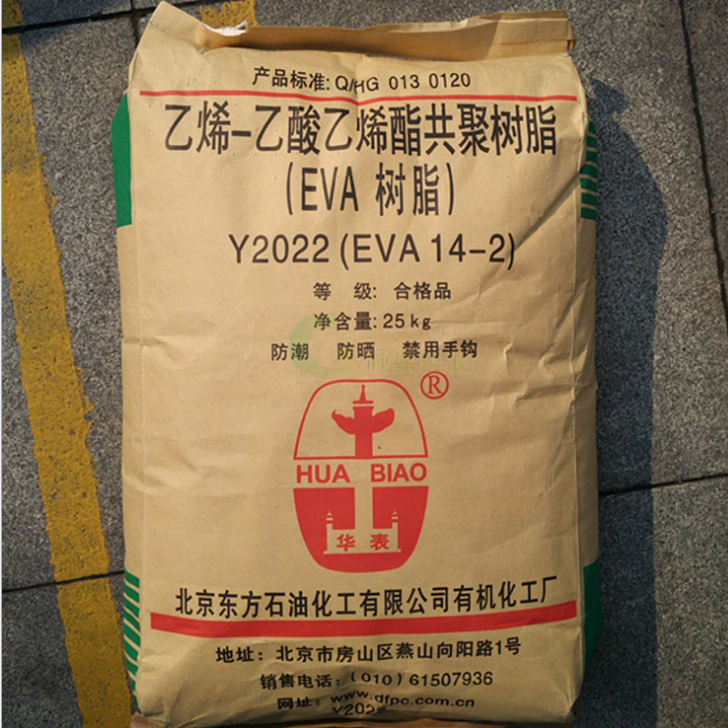 产品标准: Q/HG 013 0120
乙烯-乙酸乙烯酯共聚树脂
(EVA 树脂)
Y2022 (EVA 14-2)
等 级: 合格品
净含量: 25kg
防潮 防晒 禁用手钩
®
HUA BIAO
华表
北京东方石油化工有限公司有机化工厂
地址: 北京市房山区燕山向阳路1号
销售电话: (010) 61507936
网址: www.dfpc.com.cn